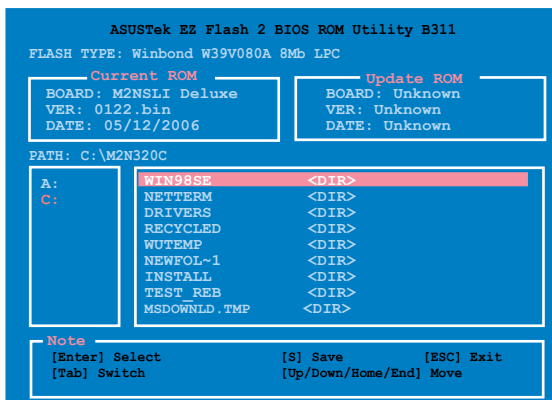 ASUSTek EZ Flash 2 BIOS ROM Utility B311
FLASH TYPE: Winbond W39V080A 8Mb LPC
Current ROM
BOARD: M2NSLI Deluxe
VER: 0122.bin
DATE: 05/12/2006
Update ROM
BOARD: Unknown
VER: Unknown
DATE: Unknown
PATH: C:\M2N320C
A:
C:
WIN98SE <DIR>
NETTERM <DIR>
DRIVERS <DIR>
RECYCLED <DIR>
WUTEMP <DIR>
NEWFOL~1 <DIR>
INSTALL <DIR>
TEST_REB <DIR>
MSDOWNLD.TMP <DIR>
Note
[Enter] Select [S] Save [ESC] Exit
[Tab] Switch [Up/Down/Home/End] Move